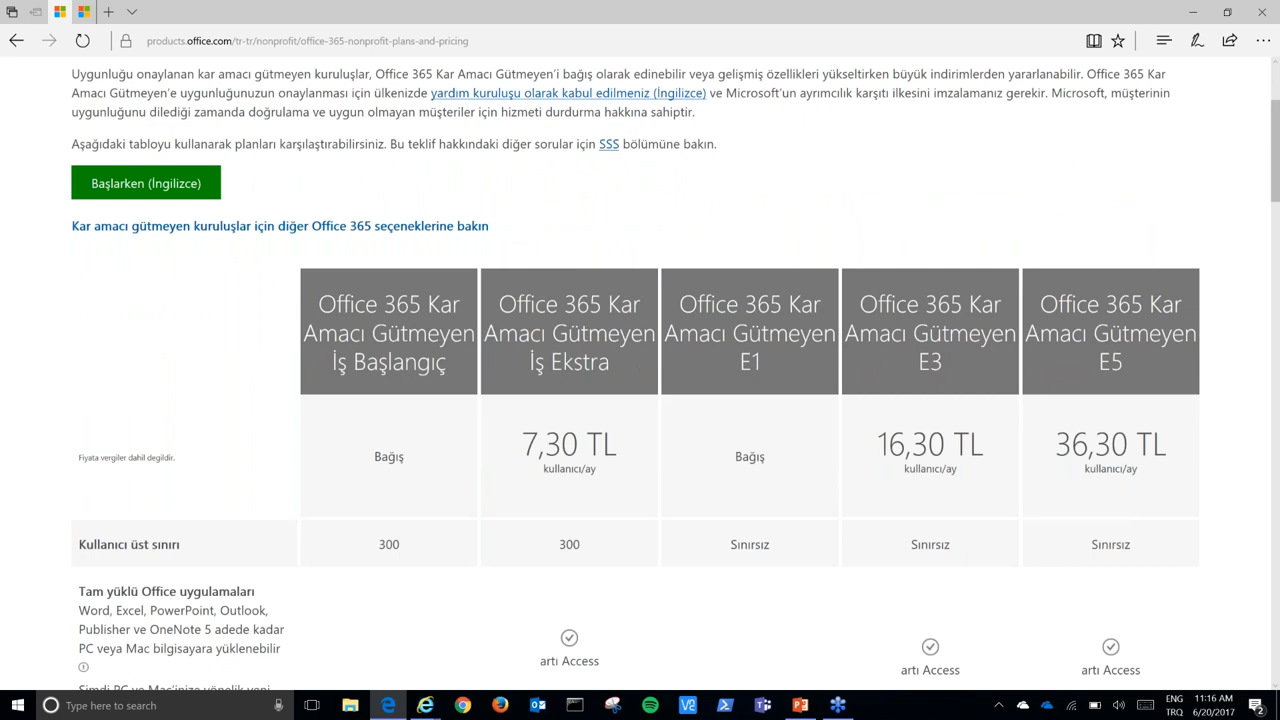 products.office.com/tr-tr/nonprofit/office-365-nonprofit-plans-and-pricing
Uygunluğu onaylanan kar amacı gütmeyen kuruluşlar, Office 365 Kar Amacı Gütmeyen'i bağış olarak edinebilir veya gelişmiş özellikleri yükseltirken büyük indirimlerden yararlanabilir. Office 365 Kar
Amacı Gütmeyen'e uygunluğunuzun onaylanması için ülkenizde yardım kuruluşu olarak kabul edilmeniz (İngilizce) ve Microsoft'un ayrımcılık karşıtı ilkesini imzalamanız gerekir. Microsoft, müşterinin
uygunluğunu dilediği zamanda doğrulama ve uygun olmayan müşteriler için hizmeti durdurma hakkına sahiptir.
Aşağıdaki tabloyu kullanarak planları karşılaştırabilirsiniz. Bu teklif hakkındaki diğer sorular için SSS bölümüne bakın.
Başlarken (İngilizce)
Kar amacı gütmeyen kuruluşlar için diğer Office 365 seçeneklerine bakın
Office 365 Kar
Amacı Gütmeyen
İş Başlangıç
Office 365 Kar
Amacı Gütmeyen
İş Ekstra
Office 365 Kar
Amacı Gütmeyen
E1
Office 365 Kar
Amacı Gütmeyen
E3
Office 365 Kar
Amacı Gütmeyen
E5
Fiyata vergiler dahil degildir.
Bağış
7,30 TL
kullanıcı/ay
Bağış
16,30 TL
kullanıcı/ay
36,30 TL
kullanıcı/ay
Kullanıcı üst sınırı
300
300
Sınırsız
Sınırsız
Sınırsız
Tam yüklü Office uygulamaları
Word, Excel, PowerPoint, Outlook,
Publisher ve OneNote 5 adede kadar
PC veya Mac bilgisayara yüklenebilir
artı Access
artı Access
artı Access
Şimdi PC ve Mac'inize yönelik yeni
Type here to search
ENG
TRQ
11:16 AM
6/20/2017
2